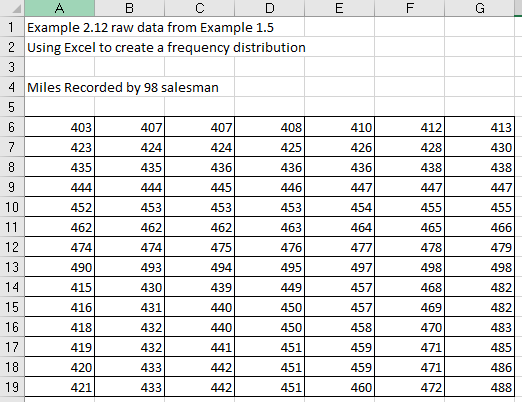 A B C D E F G
1 Example 2.12 raw data from Example 1.5
2 Using Excel to create a frequency distribution
3
4 Miles Recorded by 98 salesman
5
6 403 407 407 408 410 412 413
7 423 424 424 425 426 428 430
8 435 435 436 436 436 438 438
9 444 444 445 446 447 447 447
10 452 453 453 453 454 455 455
11 462 462 462 463 464 465 466
12 474 474 475 476 477 478 479
13 490 493 494 495 497 498 498
14 415 430 439 449 457 468 482
15 416 431 440 450 457 469 482
16 418 432 440 450 458 470 483
17 419 432 441 451 459 471 485
18 420 433 442 451 459 471 486
19 421 433 442 451 460 472 488